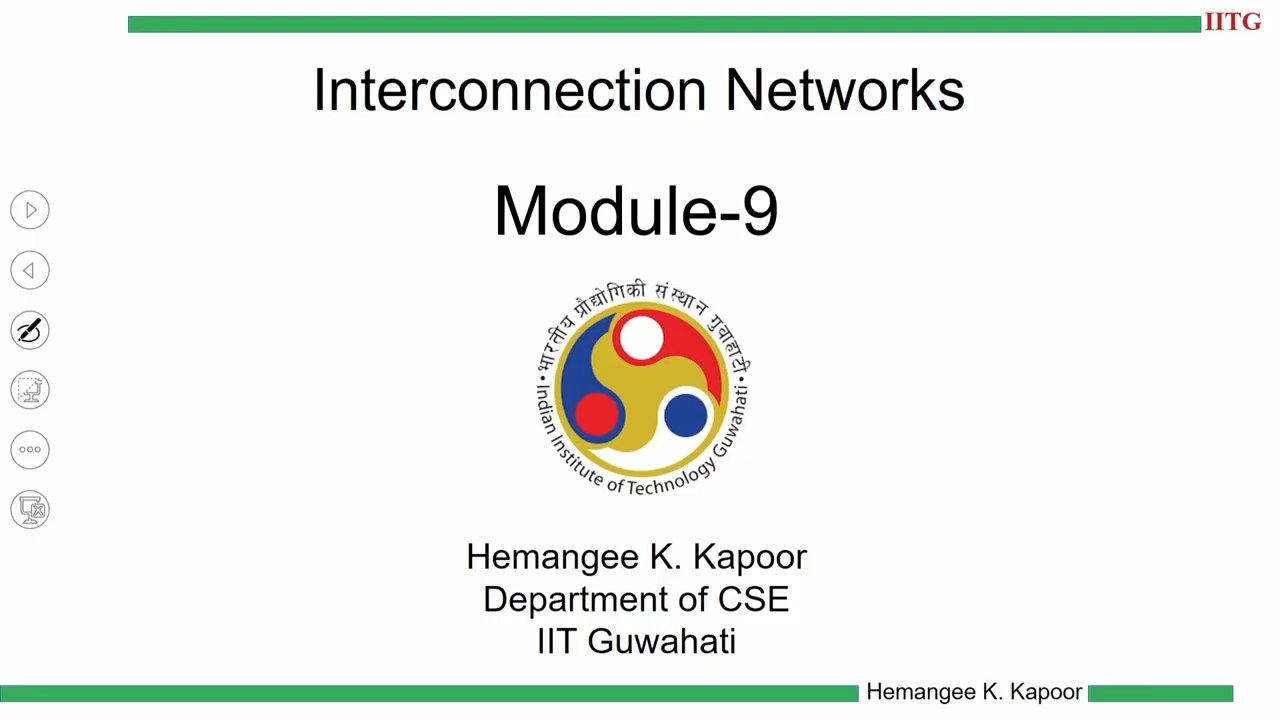 IITG
Interconnection Networks
Module-9
भारतीय प्रौद्योगिकी संस्थान गुवाहाटी
•Indian Institute of Technology Guwahati•
Hemangee K. Kapoor
Department of CSE
IIT Guwahati
Hemangee K. Kapoor